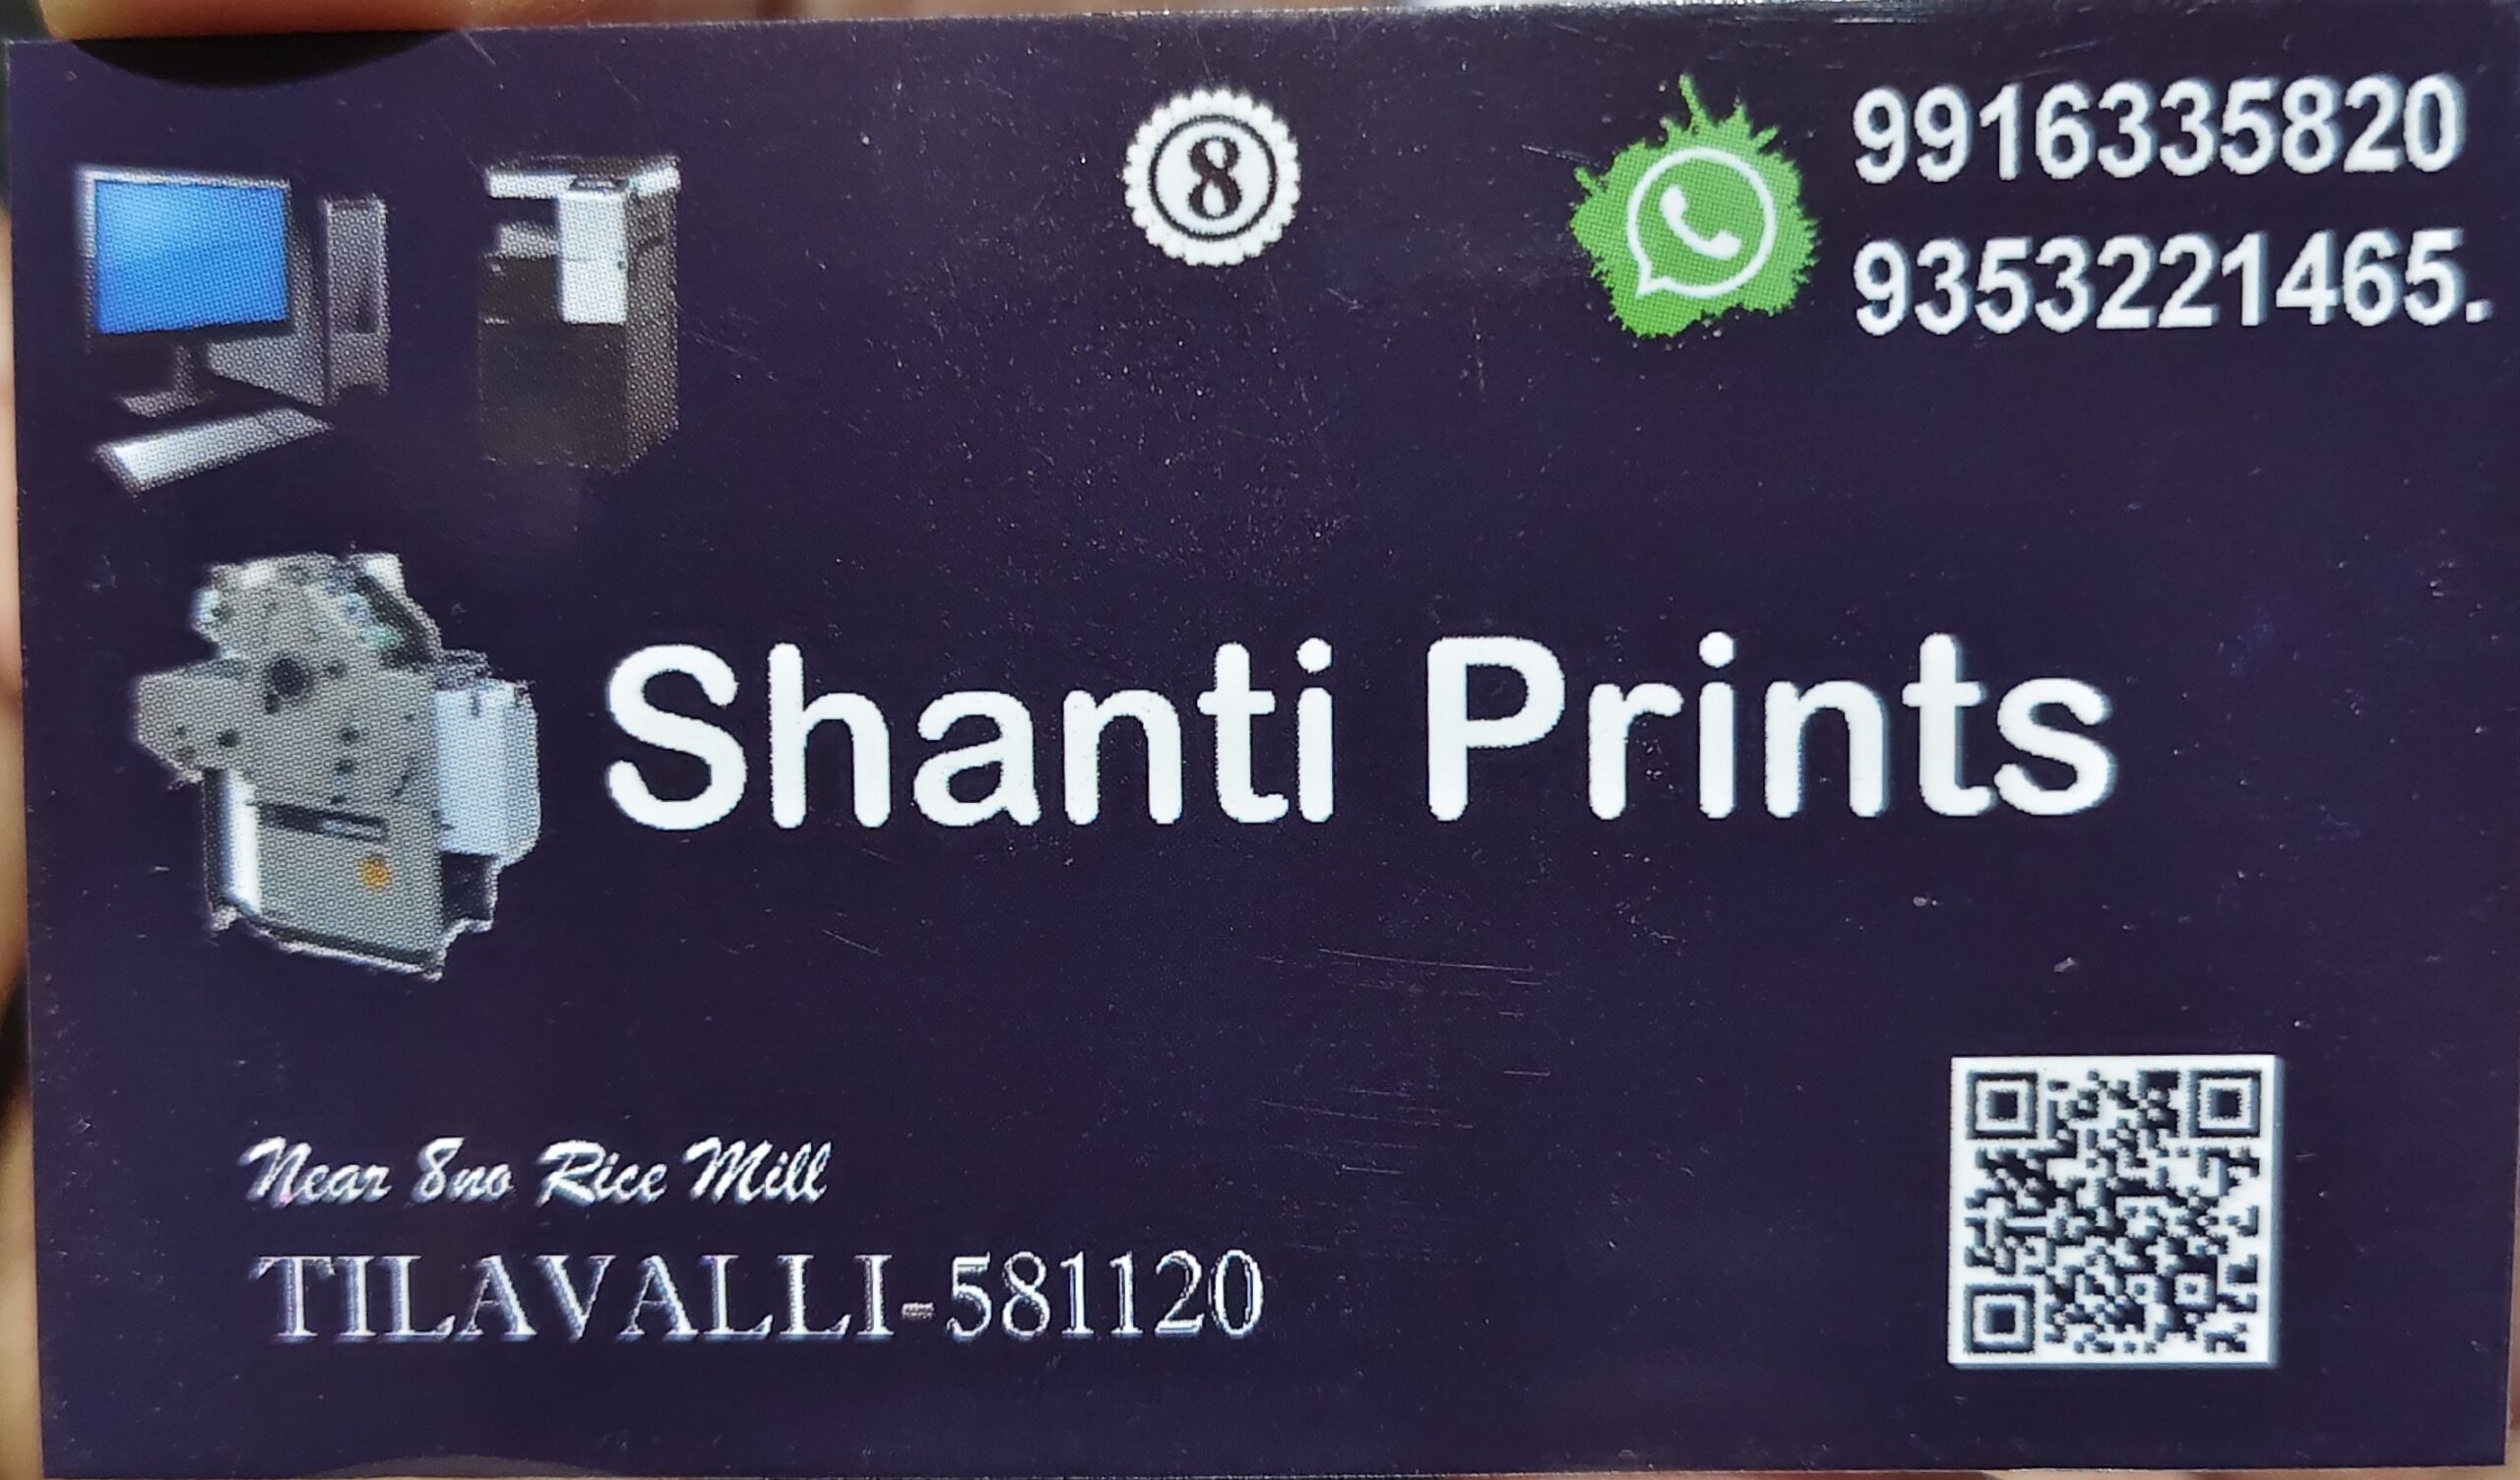 8
9916335820
9353221465.
Shanti Prints
Near 8no Rice Mill
TILAVALLI-581120